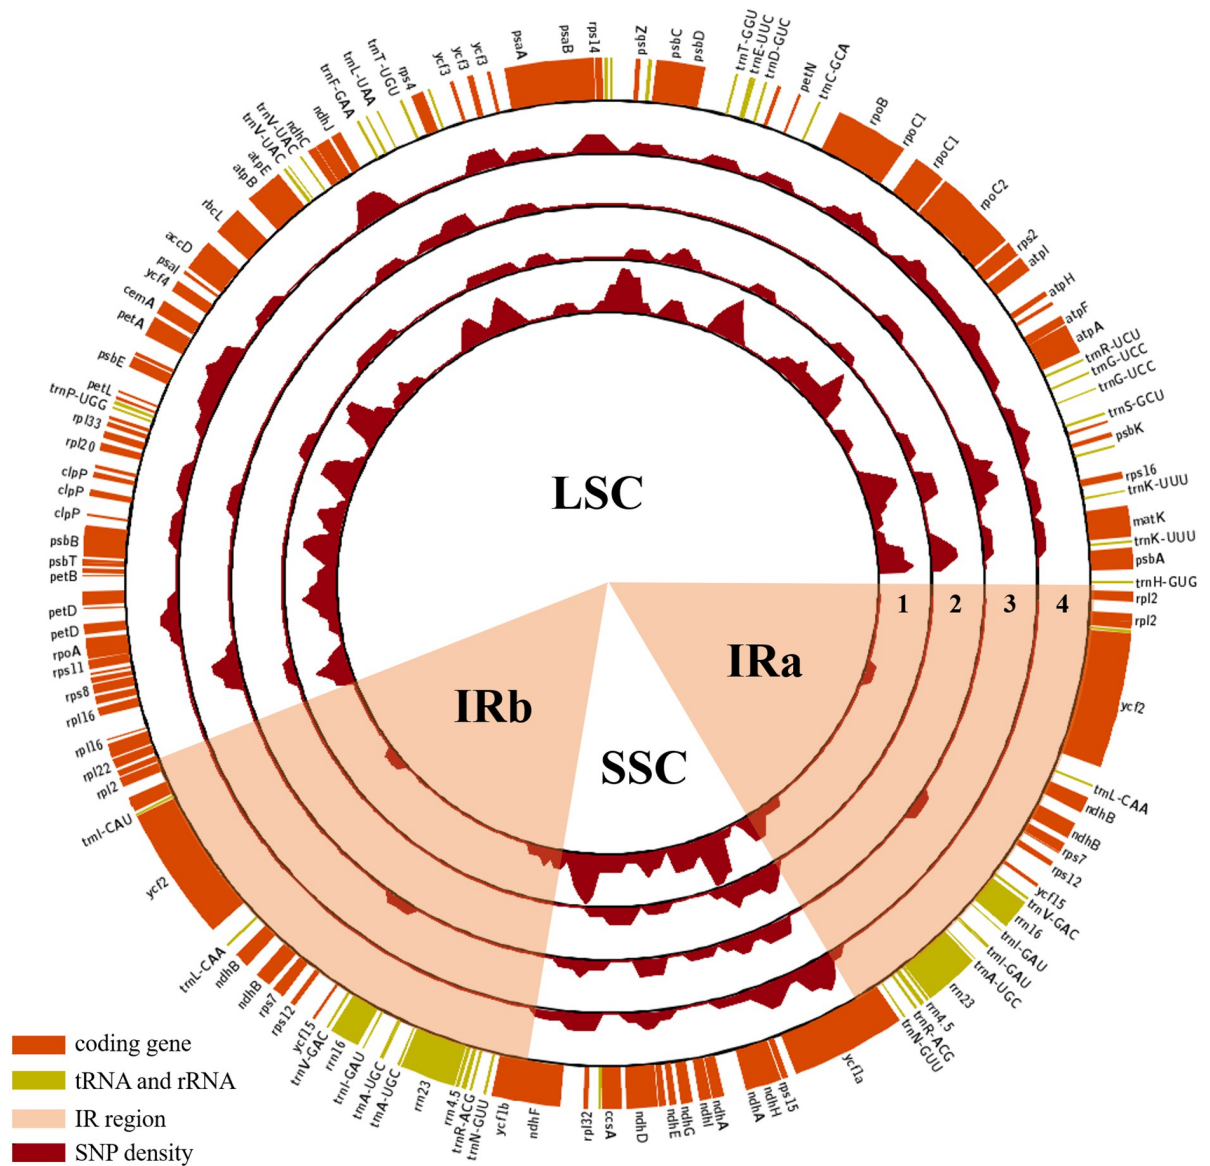 psaA
psaB
rps14
psbZ
psbC
psbD
trnT-GGU
trnE-UUC
trnD-GUC
petN
trnC-GCA
rpoB
rpoC1
rpoC1
rpoC2
rps2
atpI
atpH
atpF
atpA
trnR-UCU
trnG-UCC
trnG-UCC
trnS-GCU
psbK
rps16
trnK-UUU
matK
trnK-UUU
psbA
trnH-GUG
rpl2
rpl2
ycf2
trnL-CAA
ndhB
ndhB
rps7
rps12
ycf15
trnV-GAC
rrn16
trnI-GAU
trnI-GAU
trnA-UGC
rrn23
rrn4.5
trnR-ACG
trnN-GUU
ycf1a
rps15
ndhH
ndhA
ndhA
ndhI
ndhG
ndhE
ndhD
ccsA
rpl32
ndhF
ycf1b
trnN-GUU
trnR-ACG
rrn4.5
rrn23
trnA-UGC
trnA-UGC
trnI-GAU
rrn16
trnV-GAC
ycf15
rps12
rps7
ndhB
ndhB
trnL-CAA
ycf2
trnI-CAU
rpl2
rpl22
rpl16
rpl16
rps8
rps11
rpoA
petD
petD
petB
psbT
psbB
clpP
clpP
clpP
rpl20
rpl33
trnP-UGG
petL
psbE
petA
cemA
ycf4
psaI
accD
rbcL
atpB
atpE
trnV-UAC
trnV-UAC
ndhC
ndhJ
trnF-GAA
trnL-UAA
trnT-UGU
rps4
ycf3
ycf3
ycf3
LSC
1 2 3 4
IRa
IRb
SSC
coding gene
tRNA and rRNA
IR region
SNP density